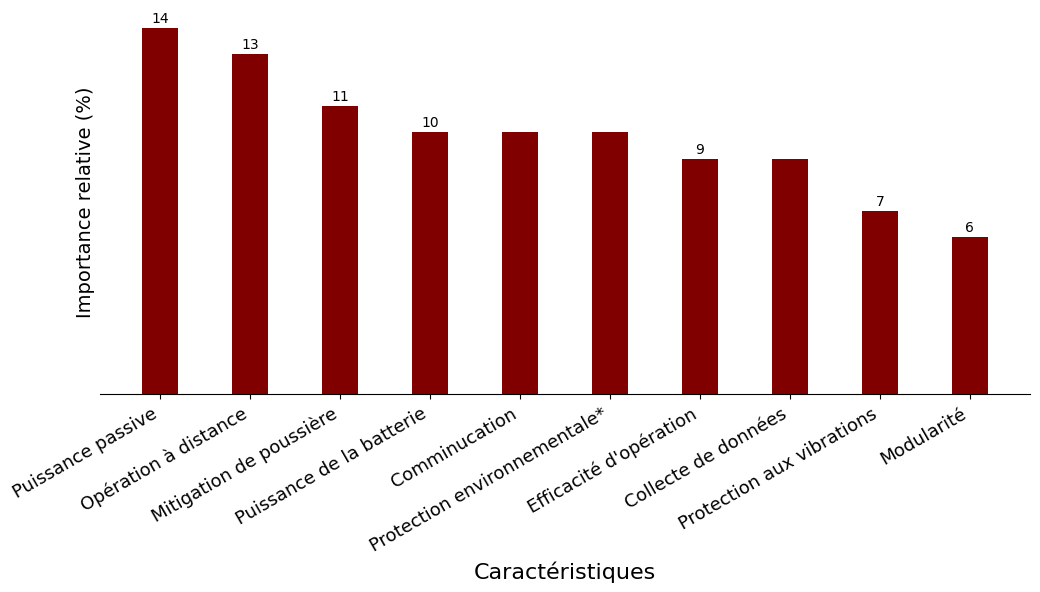 14
13
11
10
9
7
6
Importance relative (%)
Puissance passive
Opération à distance
Mitigation de poussière
Puissance de la batterie
Comminucation
Protection environnementale*
Efficacité d'opération
Collecte de données
Protection aux vibrations
Modularité
Caractéristiques